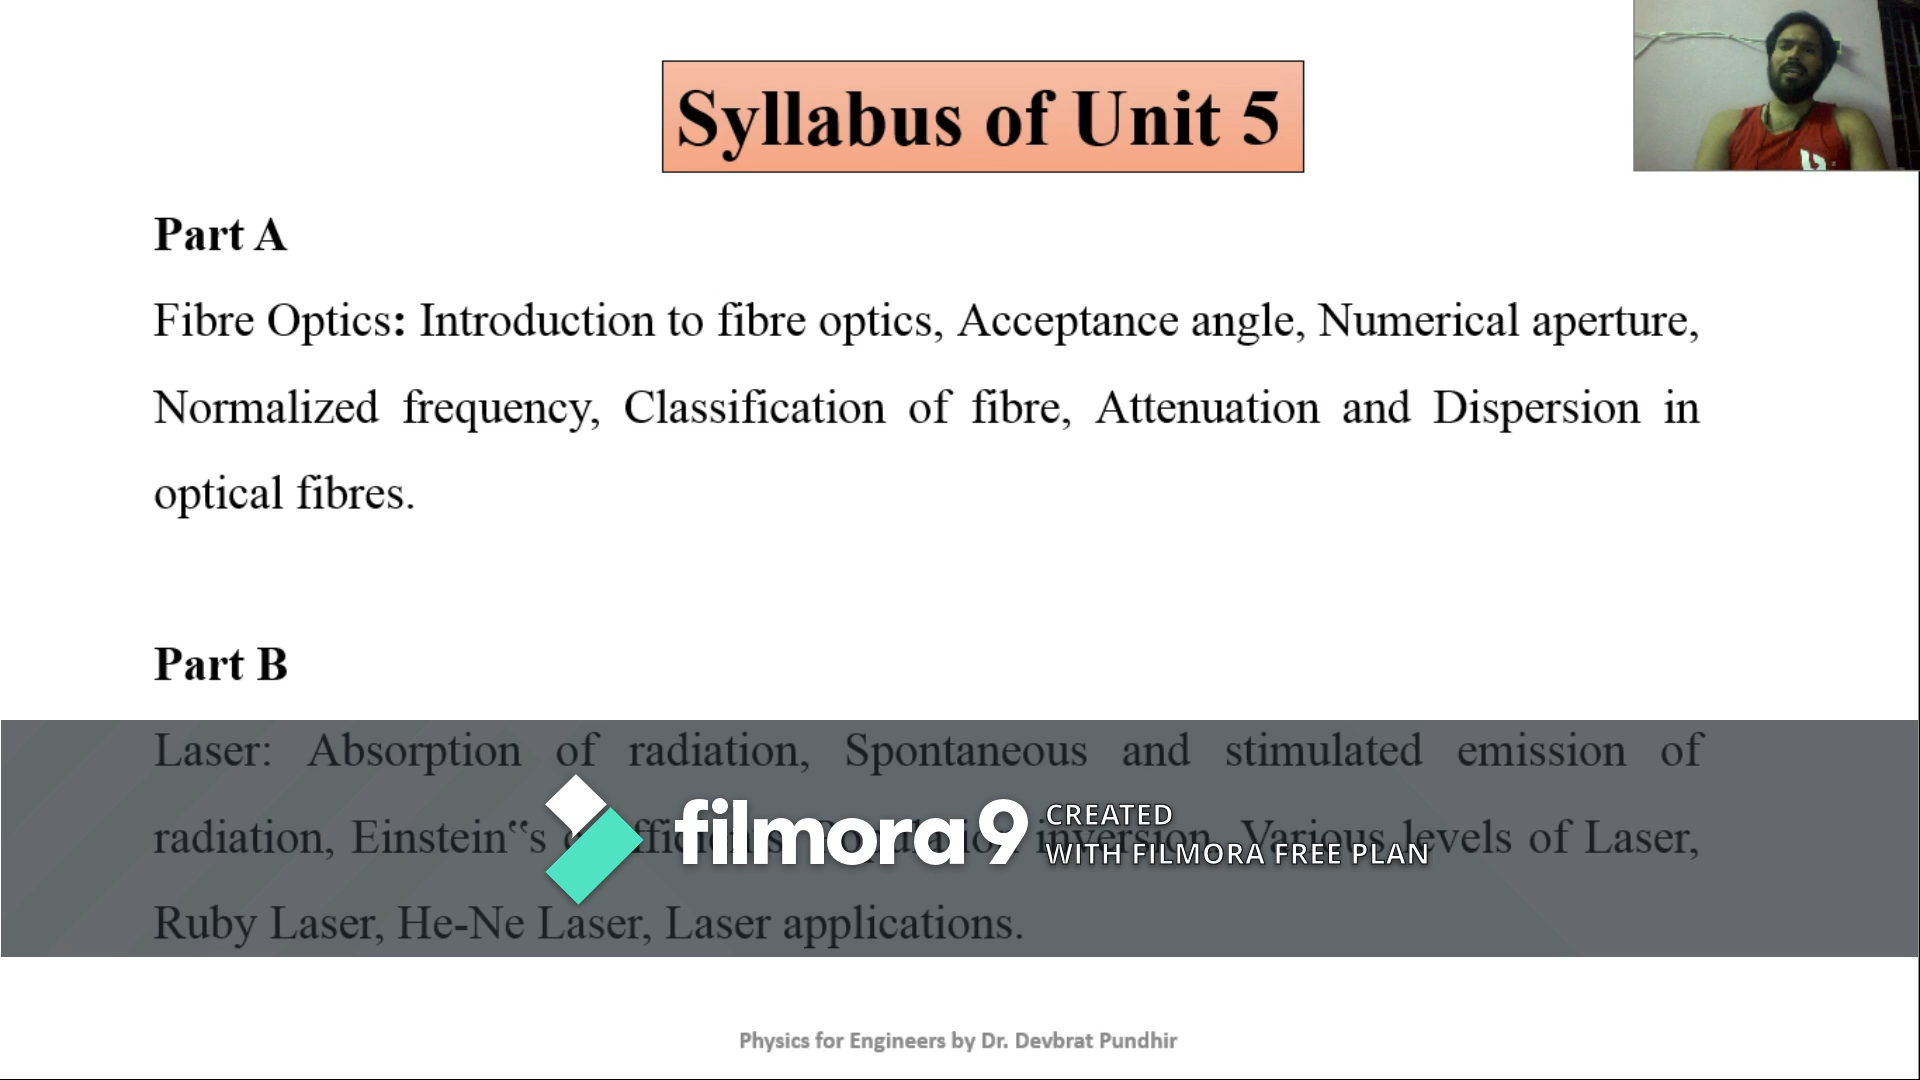 Syllabus of Unit 5
Part A
Fibre Optics: Introduction to fibre optics, Acceptance angle, Numerical aperture,
Normalized frequency, Classification of fibre, Attenuation and Dispersion in
optical fibres.
Part B
Laser: Absorption of radiation, Spontaneous and stimulated emission of
radiation, Einstein‟s inversion, Various levels of Laser,
filmora9 CREATED
WITH FILMORA FREE PLAN
Ruby Laser, He-Ne Laser, Laser applications.
Physics for Engineers by Dr. Devbrat Pundhir